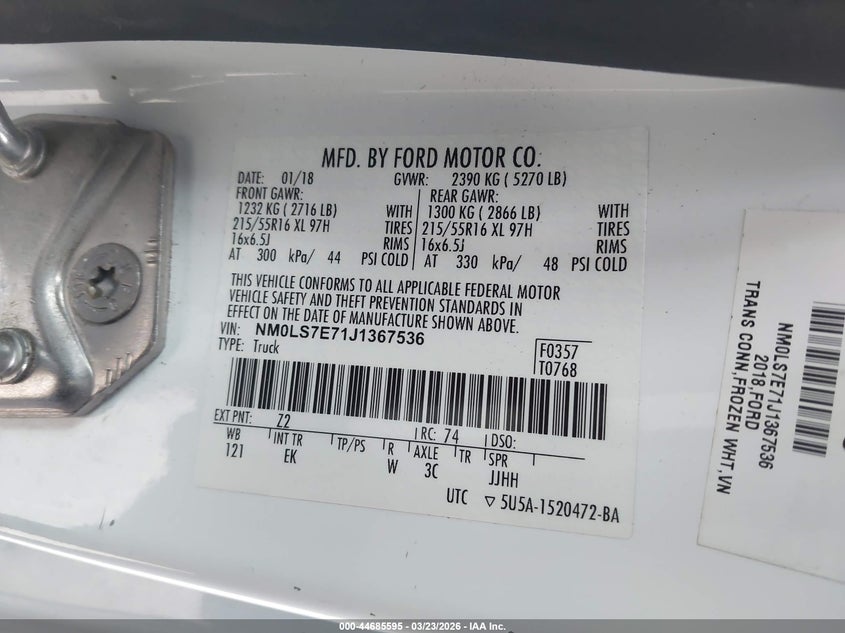 MFD. BY FORD MOTOR CO.
DATE: 01/18 GVWR: 2390 KG ( 5270 LB)
FRONT GAWR: REAR GAWR:
1232 KG ( 2716 LB) WITH 1300 KG ( 2866 LB) WITH
215/55R16 XL 97H TIRES 215/55R16 XL 97H TIRES
16x6.5J RIMS 16x6.5J RIMS
AT 300 kPa/ 44 PSI COLD AT 330 kPa/ 48 PSI COLD
THIS VEHICLE CONFORMS TO ALL APPLICABLE FEDERAL MOTOR
VEHICLE SAFETY AND THEFT PREVENTION STANDARDS IN
EFFECT ON THE DATE OF MANUFACTURE SHOWN ABOVE.
VIN: NM0LS7E71J1367536
TYPE: Truck
F0357
T0768
EXT PNT: Z2 RC: 74 DSO:
WB INT TR TP/PS R AXLE TR SPR
121 EK W 3C JJHH
UTC ▽ 5U5A-1520472-BA
NM0LS7E71J1367536
2018,FORD
TRANS CONN,FROZEN WHT,VN
000-44685595 - 03/23/2026 - IAA Inc.